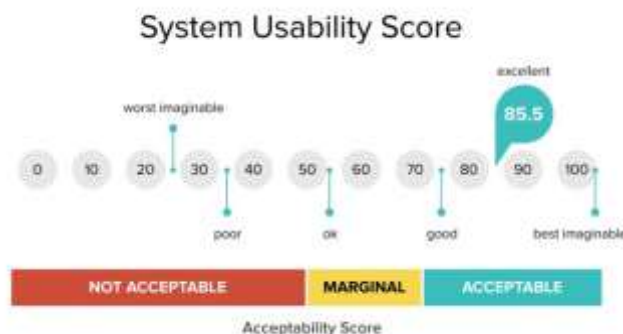 System Usability Score
excellent
worst imaginable
85.5
0 10 20 30 40 50 60 70 80 90 100
poor ok good best imaginable
NOT ACCEPTABLE MARGINAL ACCEPTABLE
Acceptability Score